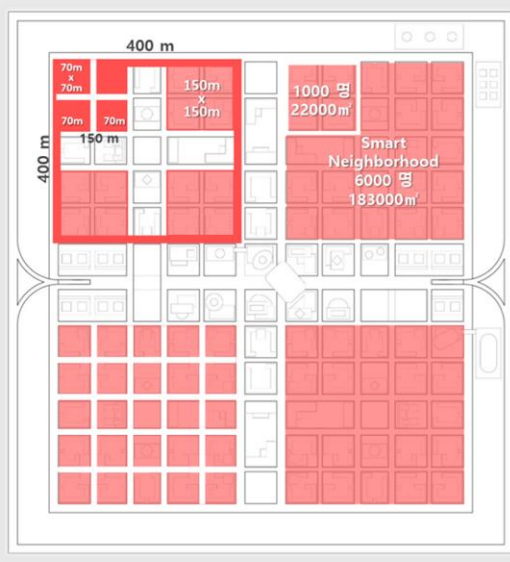 400 m
400 m
70m
x
70m
150m
x
150m
70m
70m
150 m
1000 명
22000㎡
Smart
Neighborhood
6000 명
183000㎡